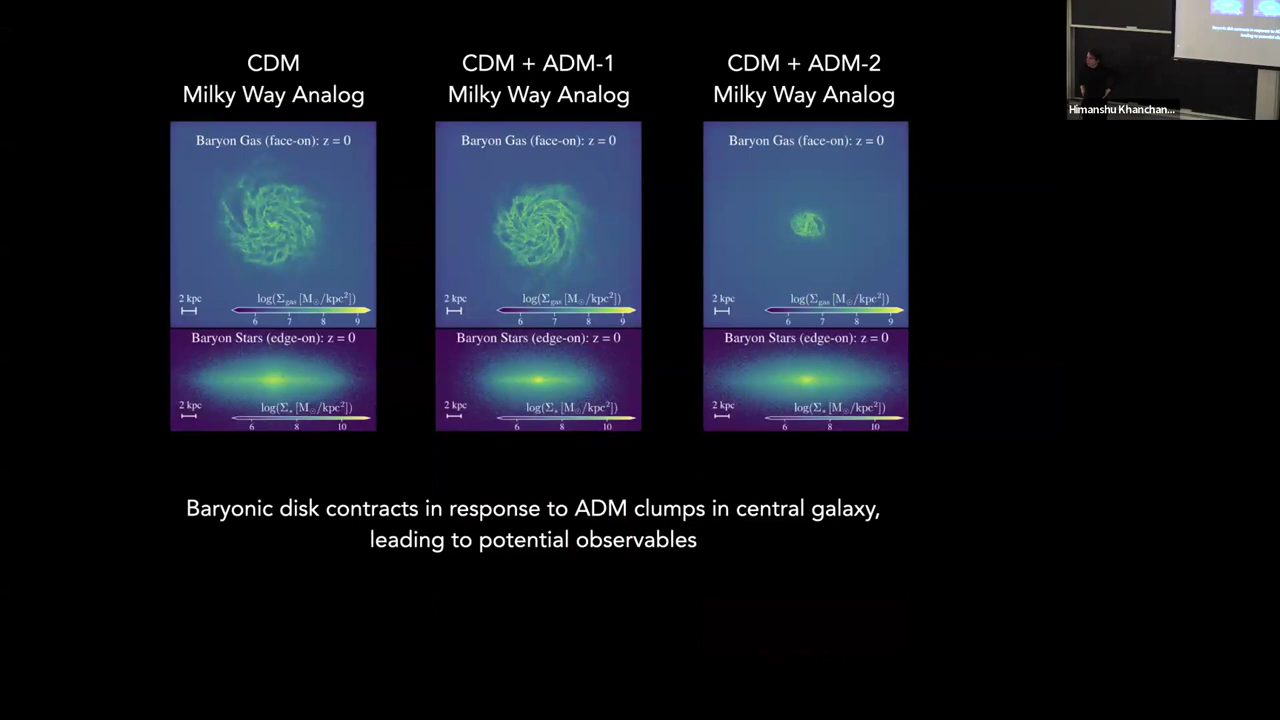 CDM
Milky Way Analog
Baryon Gas (face-on): z = 0
2 kpc
log(Σgas [M☉/kpc²])
6 7 8 9
Baryon Stars (edge-on): z = 0
2 kpc
log(Σ* [M☉/kpc²])
6 8 10
CDM + ADM-1
Milky Way Analog
Baryon Gas (face-on): z = 0
2 kpc
log(Σgas [M☉/kpc²])
6 7 8 9
Baryon Stars (edge-on): z = 0
2 kpc
log(Σ* [M☉/kpc²])
6 8 10
CDM + ADM-2
Milky Way Analog
Baryon Gas (face-on): z = 0
2 kpc
log(Σgas [M☉/kpc²])
6 7 8 9
Baryon Stars (edge-on): z = 0
2 kpc
log(Σ* [M☉/kpc²])
6 8 10
Baryonic disk contracts in response to ADM clumps in central galaxy,
leading to potential observables
Himanshu Khanchan...